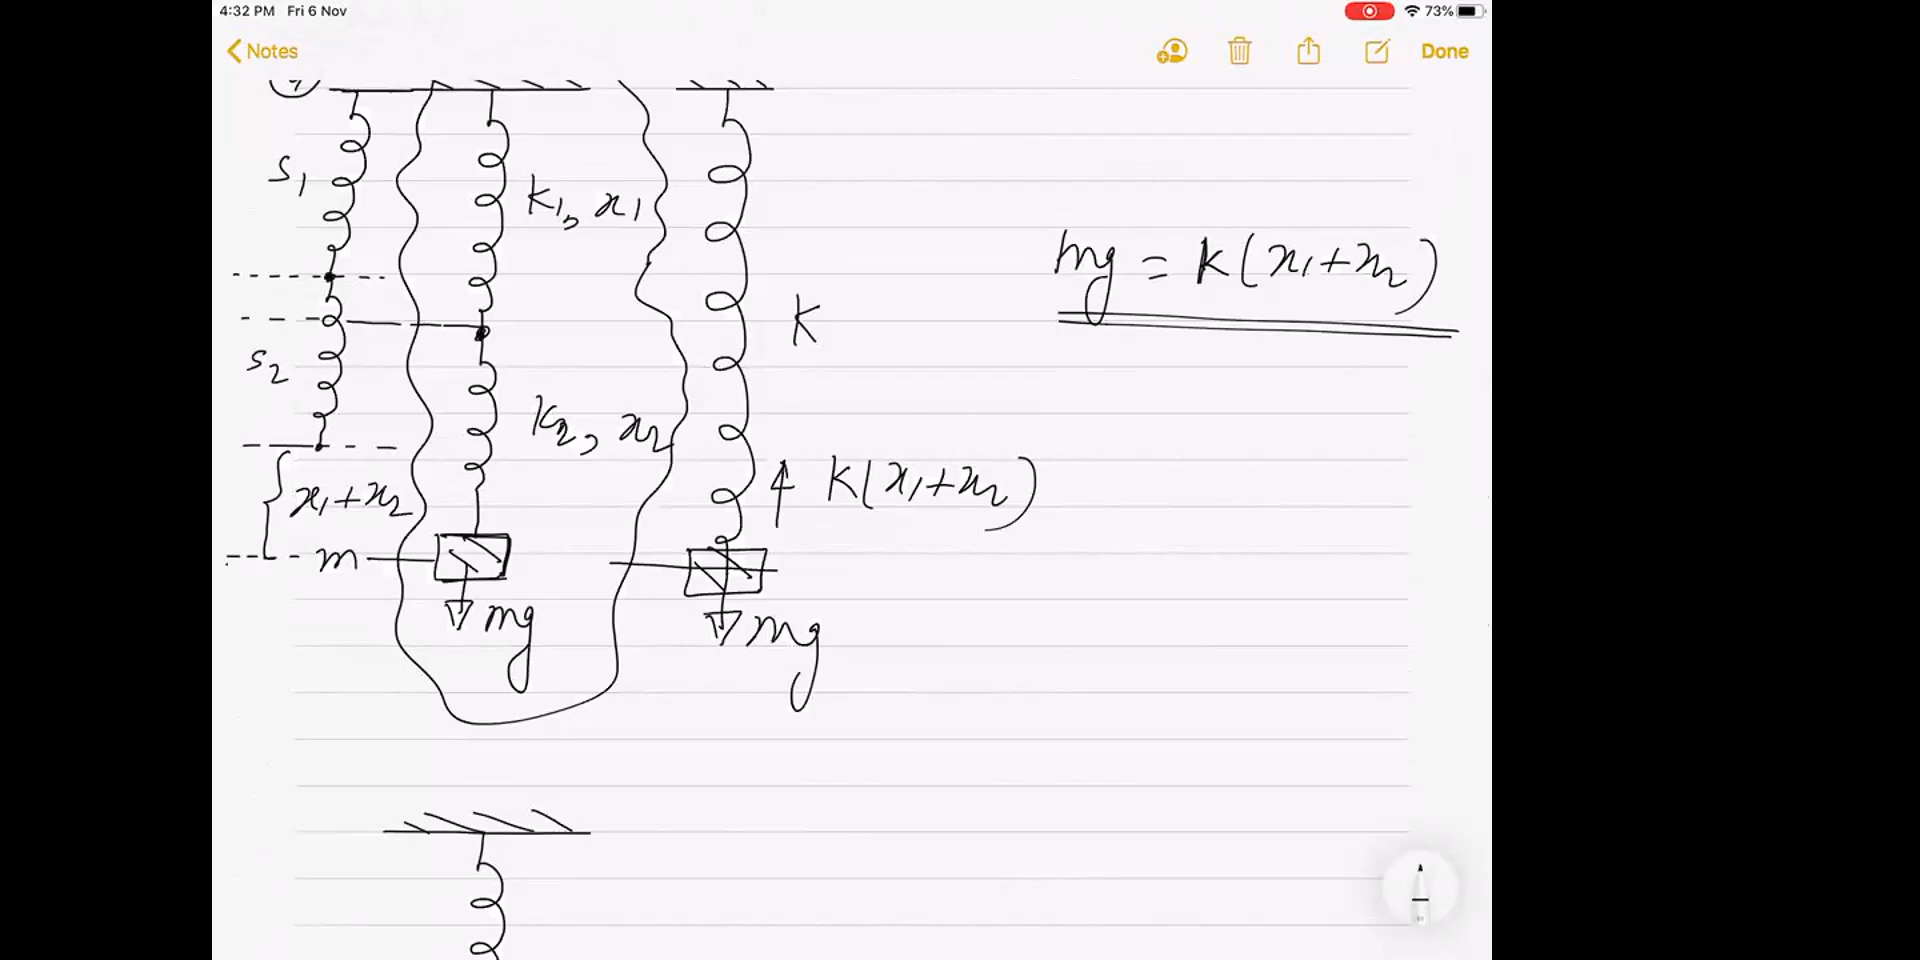 4:32 PM Fri 6 Nov
73%
Notes
Done
S1
k1, x1
mg = k(x1+x2)
K
S2
k2, x2
x1+x2
K(x1+x2)
m
mg
mg